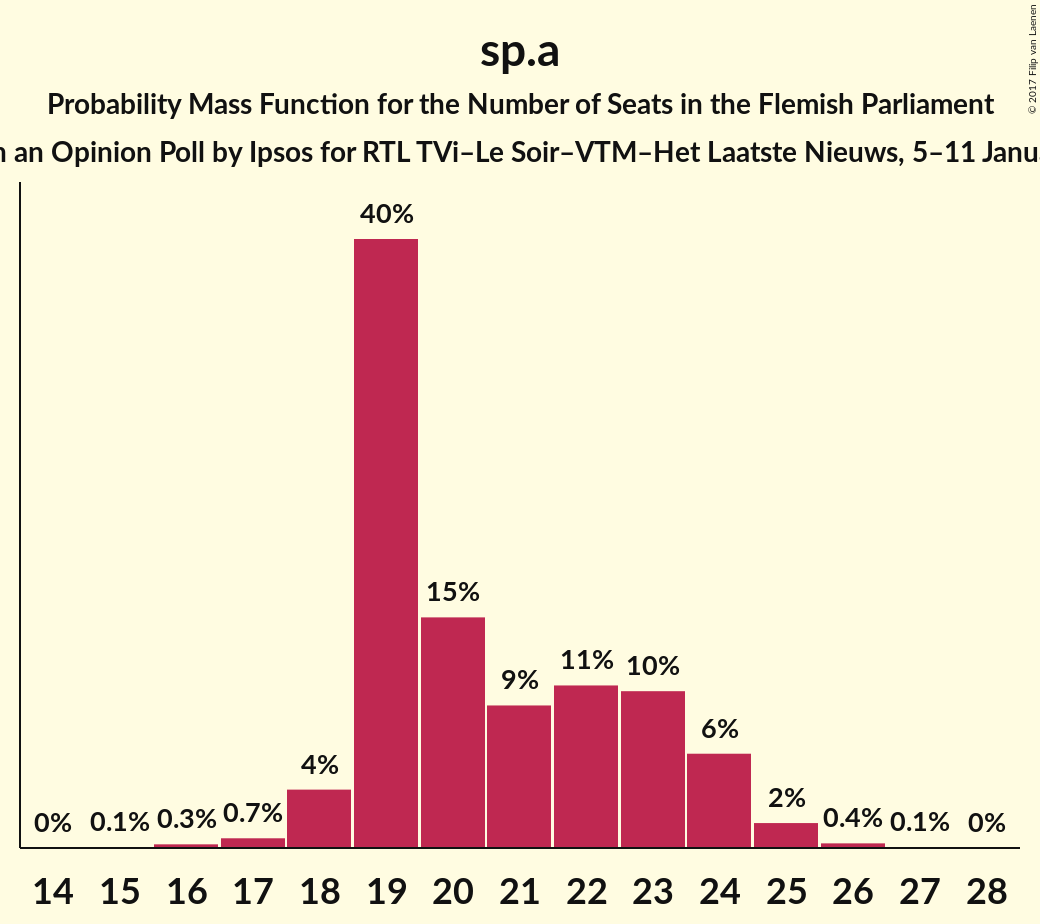 sp.a
Probability Mass Function for the Number of Seats in the Flemish Parliament
an Opinion Poll by Ipsos for RTL TVi–Le Soir–VTM–Het Laatste Nieuws, 5–11
© 2017 Filip van Laenen
40%
15%
9%
11%
10%
6%
4%
2%
0% 0.1% 0.3% 0.7% 0.4% 0.1% 0%
14 15 16 17 18 19 20 21 22 23 24 25 26 27 28